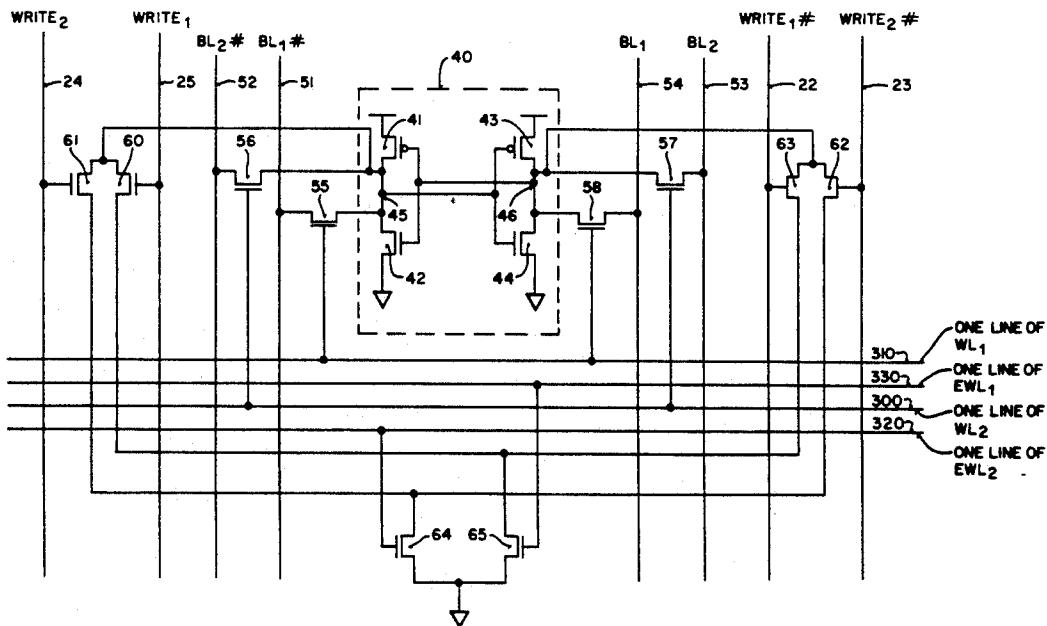 WRITE₂ WRITE₁ WRITE₁# WRITE₂#
BL₂# BL₁# BL₁ BL₂
40
24 25 52 51 54 53 22 23
41 43
61 60 56 57 63 62
55 45 46 58
42 44
310 ONE LINE OF
WL₁
330 ONE LINE OF
EWL₁
300 ONE LINE OF
WL₂
320 ONE LINE OF
EWL₂
64 65